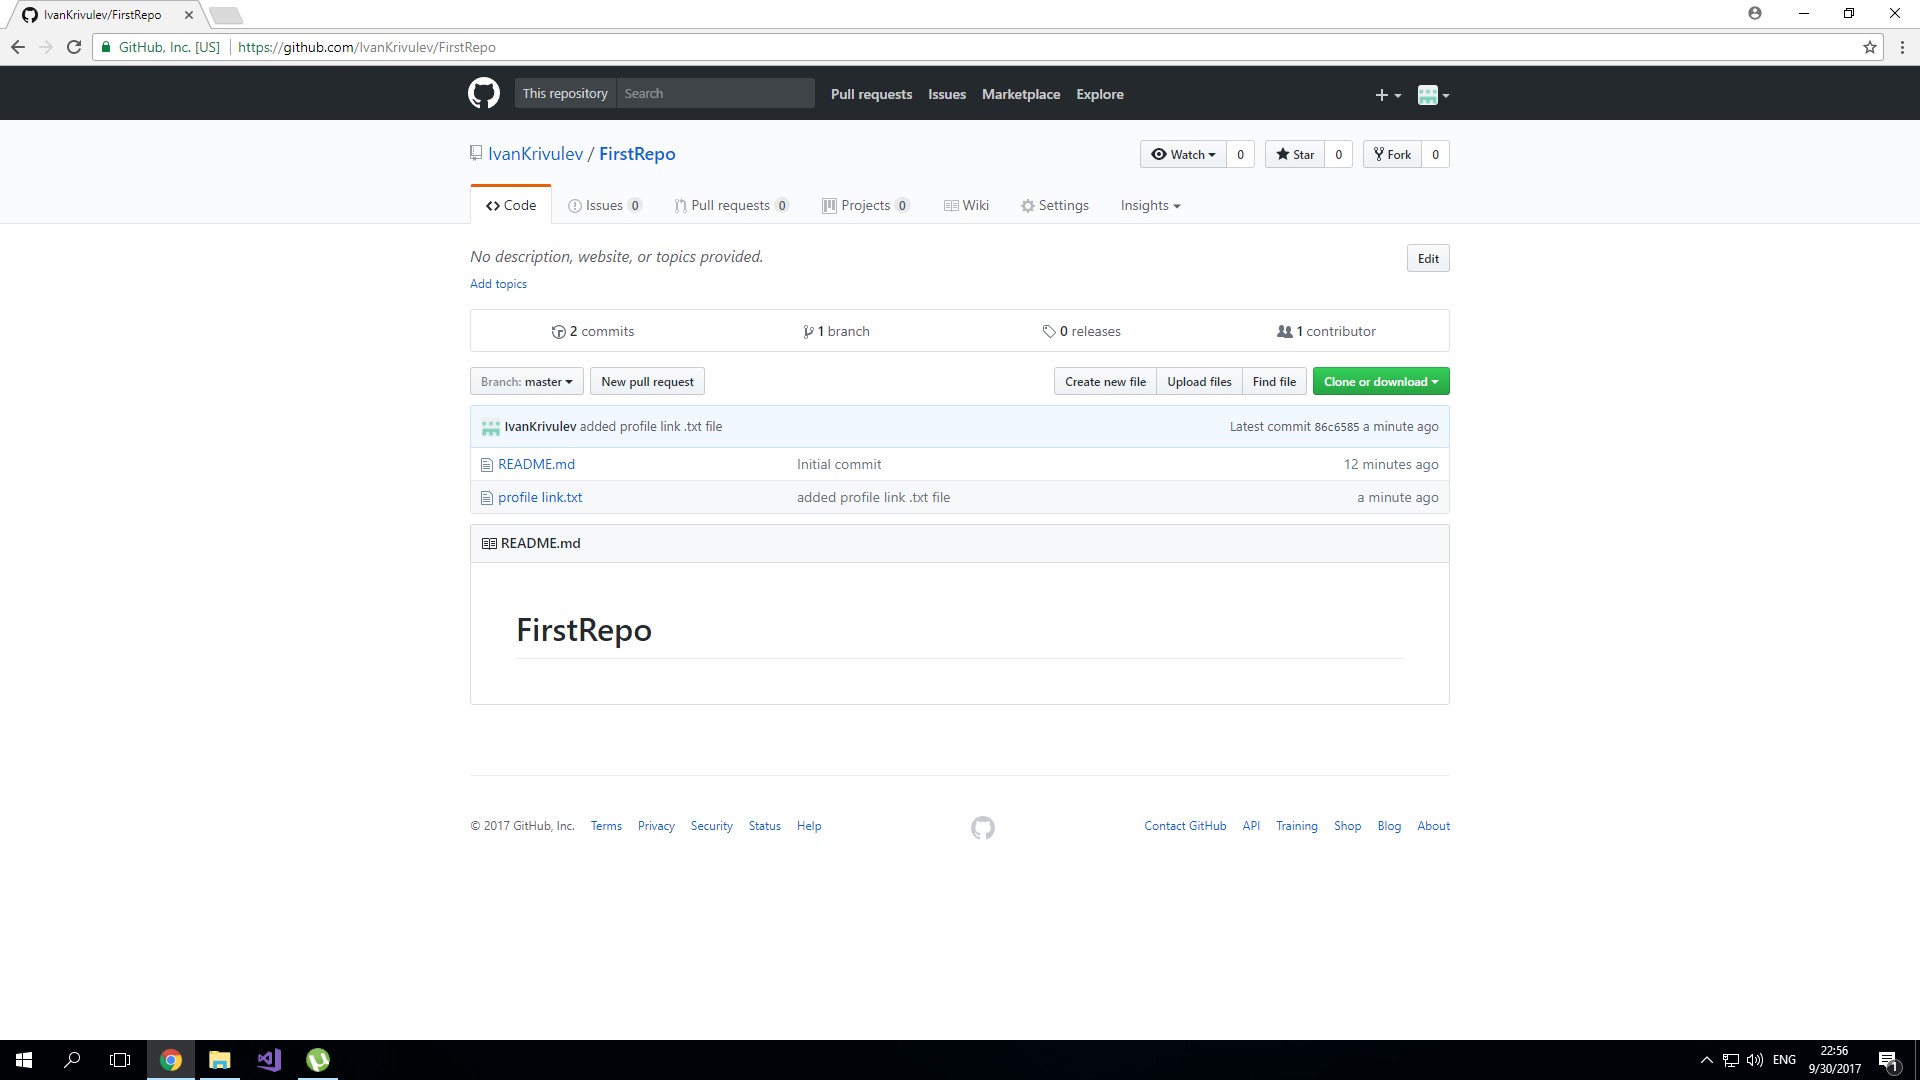 IvanKrivulev/FirstRepo
GitHub, Inc. [US] https://github.com/IvanKrivulev/FirstRepo
This repository Search Pull requests Issues Marketplace Explore
IvanKrivulev / FirstRepo Watch 0 Star 0 Fork 0
Code Issues 0 Pull requests 0 Projects 0 Wiki Settings Insights
No description, website, or topics provided. Edit
Add topics
2 commits 1 branch 0 releases 1 contributor
Branch: master New pull request Create new file Upload files Find file Clone or download
IvanKrivulev added profile link .txt file Latest commit 86c6585 a minute ago
README.md Initial commit 12 minutes ago
profile link.txt added profile link .txt file a minute ago
README.md
FirstRepo
© 2017 GitHub, Inc. Terms Privacy Security Status Help Contact GitHub API Training Shop Blog About
ENG 22:56
9/30/2017 1